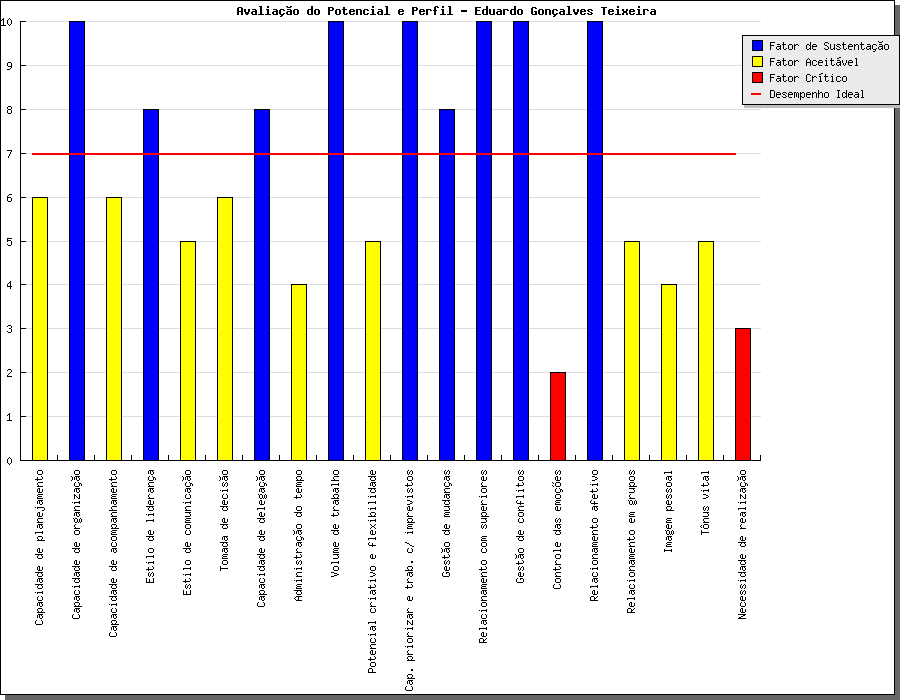 Avaliação do Potencial e Perfil - Eduardo Gonçalves Teixeira
Fator de Sustentação
Fator Aceitável
Fator Crítico
Desempenho Ideal
10
9
8
7
6
5
4
3
2
1
0
Capacidade de planejamento
Capacidade de organização
Capacidade de acompanhamento
Estilo de liderança
Estilo de comunicação
Tomada de decisão
Capacidade de delegação
Administração do tempo
Volume de trabalho
Potencial criativo e flexibilidade
Cap. priorizar e trab. c/ imprevistos
Gestão de mudanças
Relacionamento com superiores
Gestão de conflitos
Controle das emoções
Relacionamento afetivo
Relacionamento em grupos
Imagem pessoal
Tônus vital
Necessidade de realização